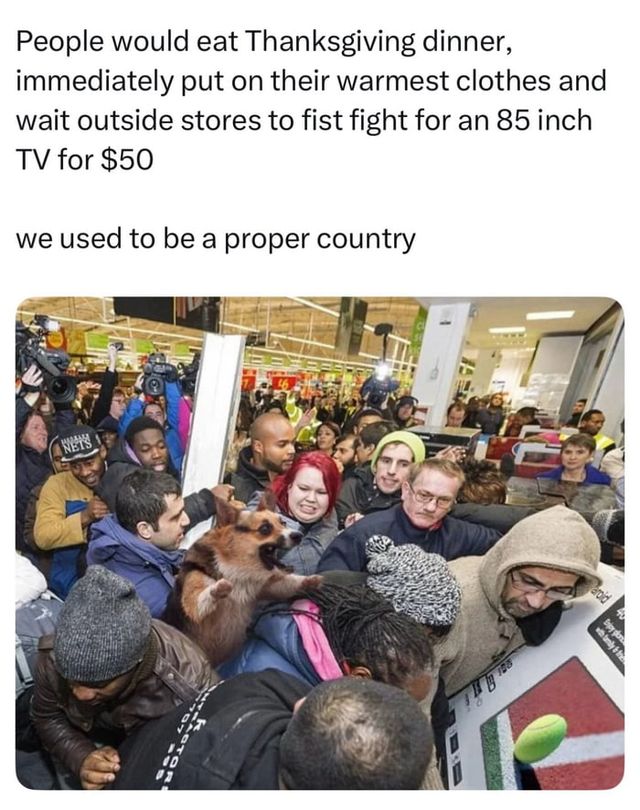 People would eat Thanksgiving dinner,
immediately put on their warmest clothes and
wait outside stores to fist fight for an 85 inch
TV for $50
we used to be a proper country
NETS